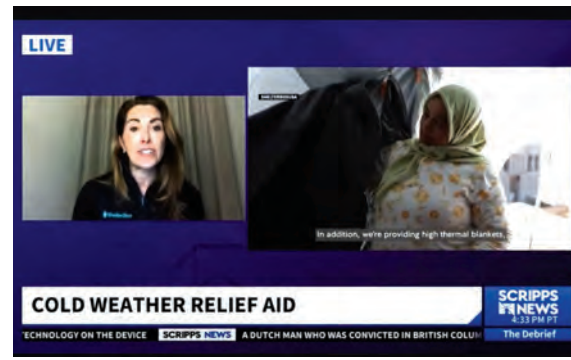 LIVE
SHELTERBOXUSA
In addition, we're providing high thermal blankets,
COLD WEATHER RELIEF AID
SCRIPPS
NEWS
4:33 PM PT
ECHNOLOGY ON THE DEVICE SCRIPPS NEWS A DUTCH MAN WHO WAS CONVICTED IN BRITISH COLUM
The Debrief